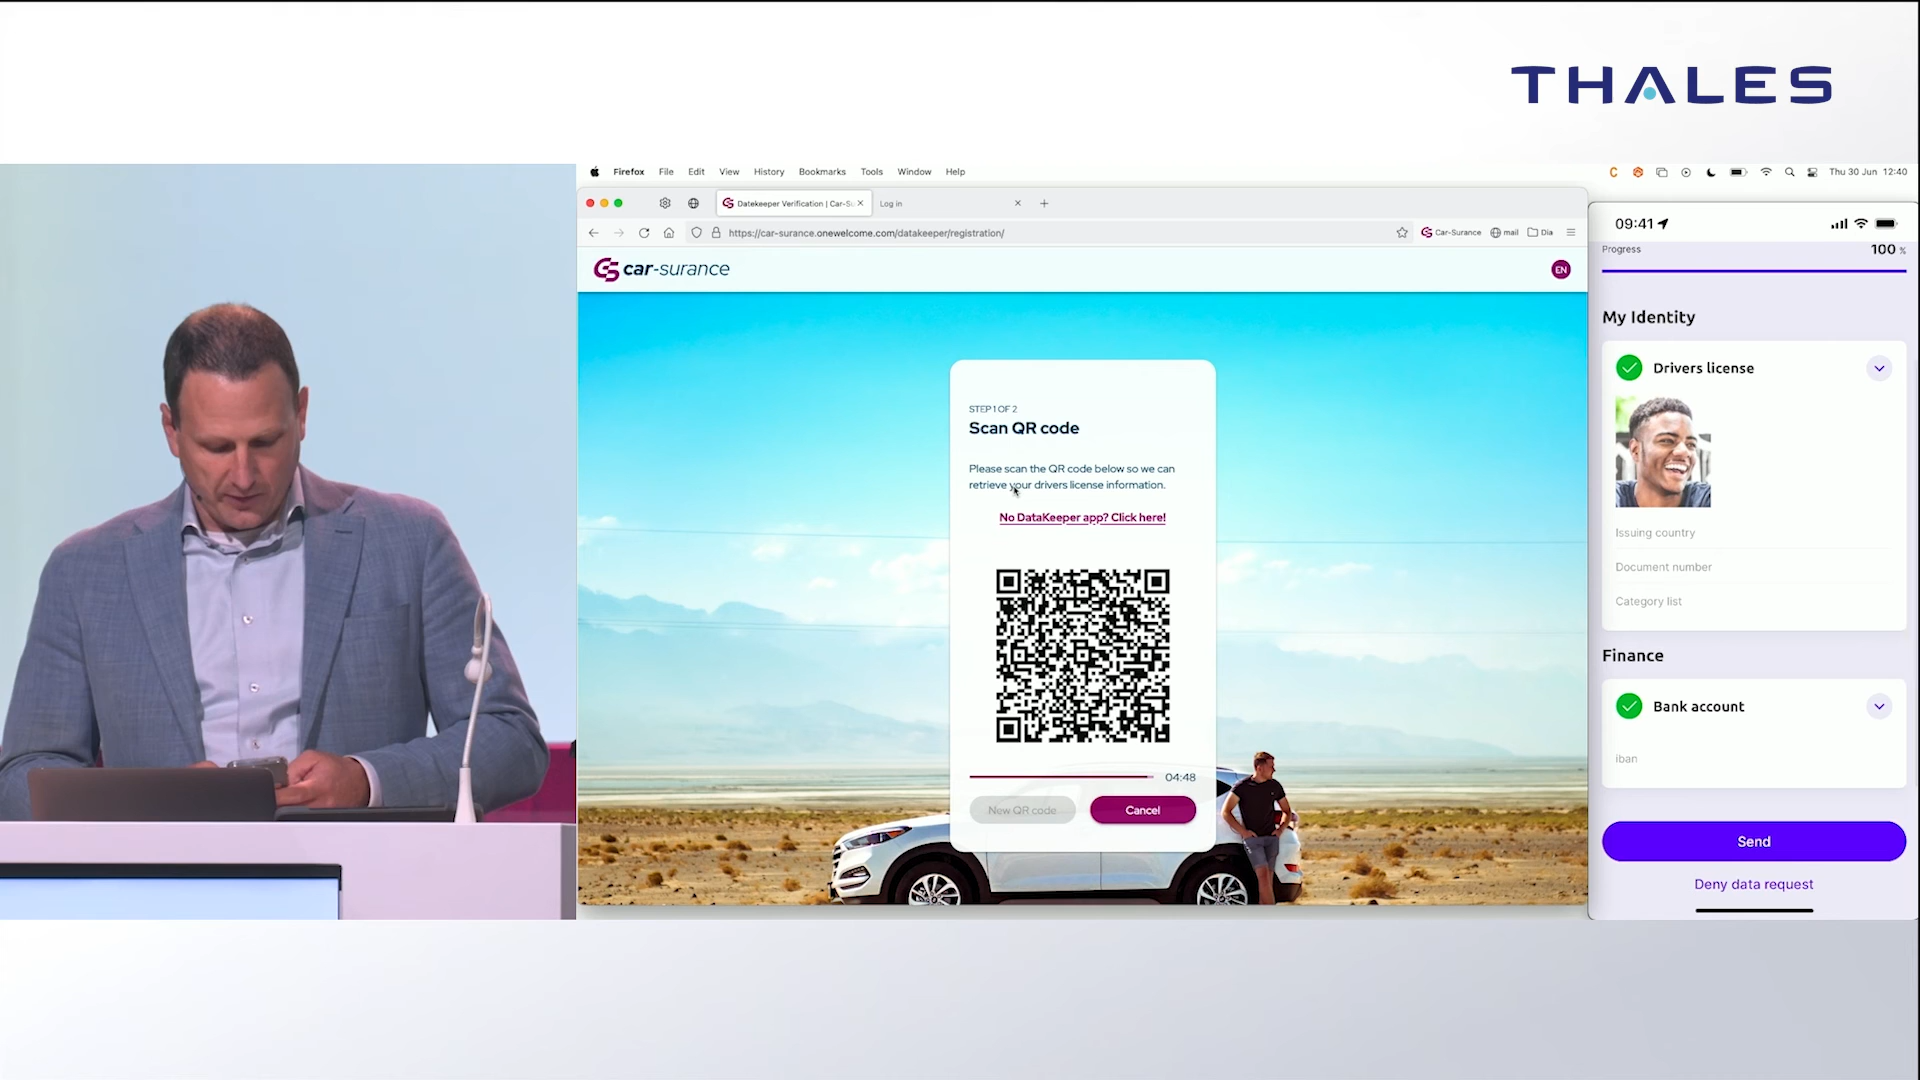 THALES
Firefox File Edit View History Bookmarks Tools Window Help
Thu 30 Jun 12:40
Datekeeper Verification | Car-Su
Log in
https://car-surance.onewelcome.com/datakeeper/registration/
Car-Surance
mail
Dia
car-surance
EN
STEP 1 OF 2
Scan QR code
Please scan the QR code below so we can
retrieve your drivers license information.
No DataKeeper app? Click here!
04:48
New QR code
Cancel
09:41
Progress
100 %
My Identity
Drivers license
Issuing country
Document number
Category list
Finance
Bank account
iban
Send
Deny data request